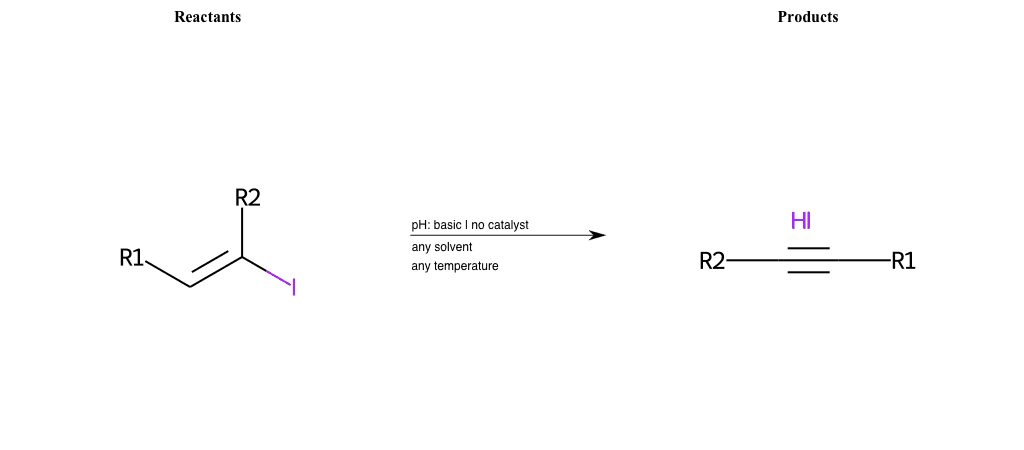 Reactants
Products
R2
R1
I
pH: basic I no catalyst
any solvent
any temperature
HI
R2
R1